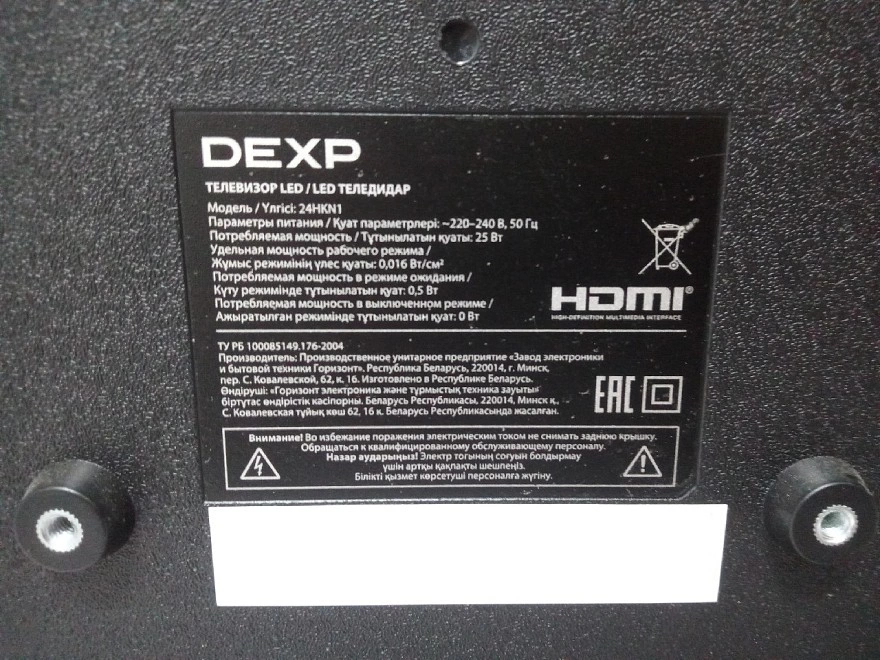 DEXP
ТЕЛЕВИЗОР LED / LED ТЕЛЕДИДАР
Модель / Үлгісі: 24HKN1
Параметры питания / Қуат параметрлері: ~220–240 В, 50 Гц
Потребляемая мощность / Тұтынылатын қуаты: 25 Вт
Удельная мощность рабочего режима /
Жұмыс режимінің үлес қуаты: 0,016 Вт/см²
Потребляемая мощность в режиме ожидания /
Күту режимінде тұтынылатын қуат: 0,5 Вт
Потребляемая мощность в выключенном режиме /
Ажыратылған режимінде тұтынылатын қуат: 0 Вт
HDMI®
HIGH-DEFINITION MULTIMEDIA INTERFACE
ТУ РБ 100085149.176-2004
Производитель: Производственное унитарное предприятие «Завод электроники
и бытовой техники Горизонт». Республика Беларусь, 220014, г. Минск,
пер. С. Ковалевской, 62, к. 16. Изготовлено в Республике Беларусь.
Өндіруші: «Горизонт электроника және тұрмыстық техника зауыты»
біртұтас өндірістік кәсіпорны. Беларусь Республикасы, 220014, Минск қ.,
С. Ковалевская тұйық көш 62, 16 к. Беларусь Республикасында жасалған.
EAC
Внимание! Во избежание поражения электрическим током не снимать заднюю крышку.
Обращаться к квалифицированному обслуживающему персоналу.
Назар аударыңыз! Электр тогының соғуын болдырмау
үшін артқы қақпақты шешпеңіз.
Білікті қызмет көрсетуші персоналға жүгіну.